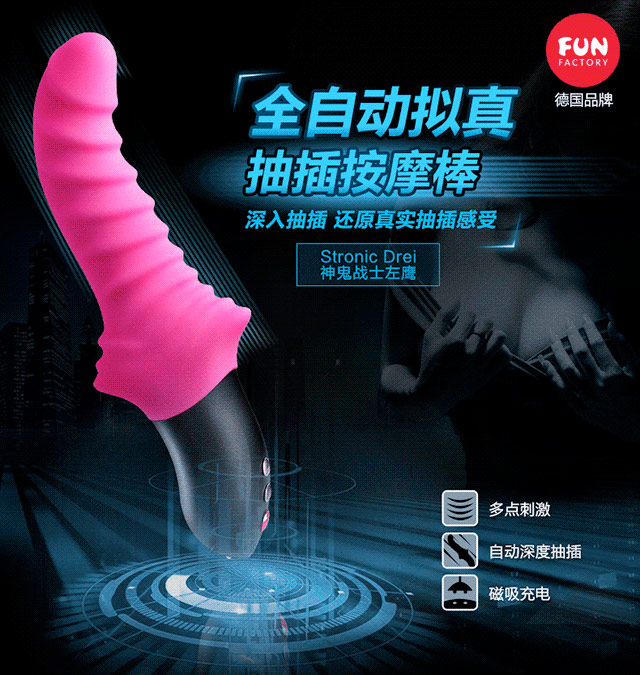 FUN
FACTORY
德国品牌
全自动拟真
抽插按摩棒
深入抽插 还原真实抽插感受
Stronic Drei
神鬼战士左鹰
多点刺激
自动深度抽插
磁吸充电